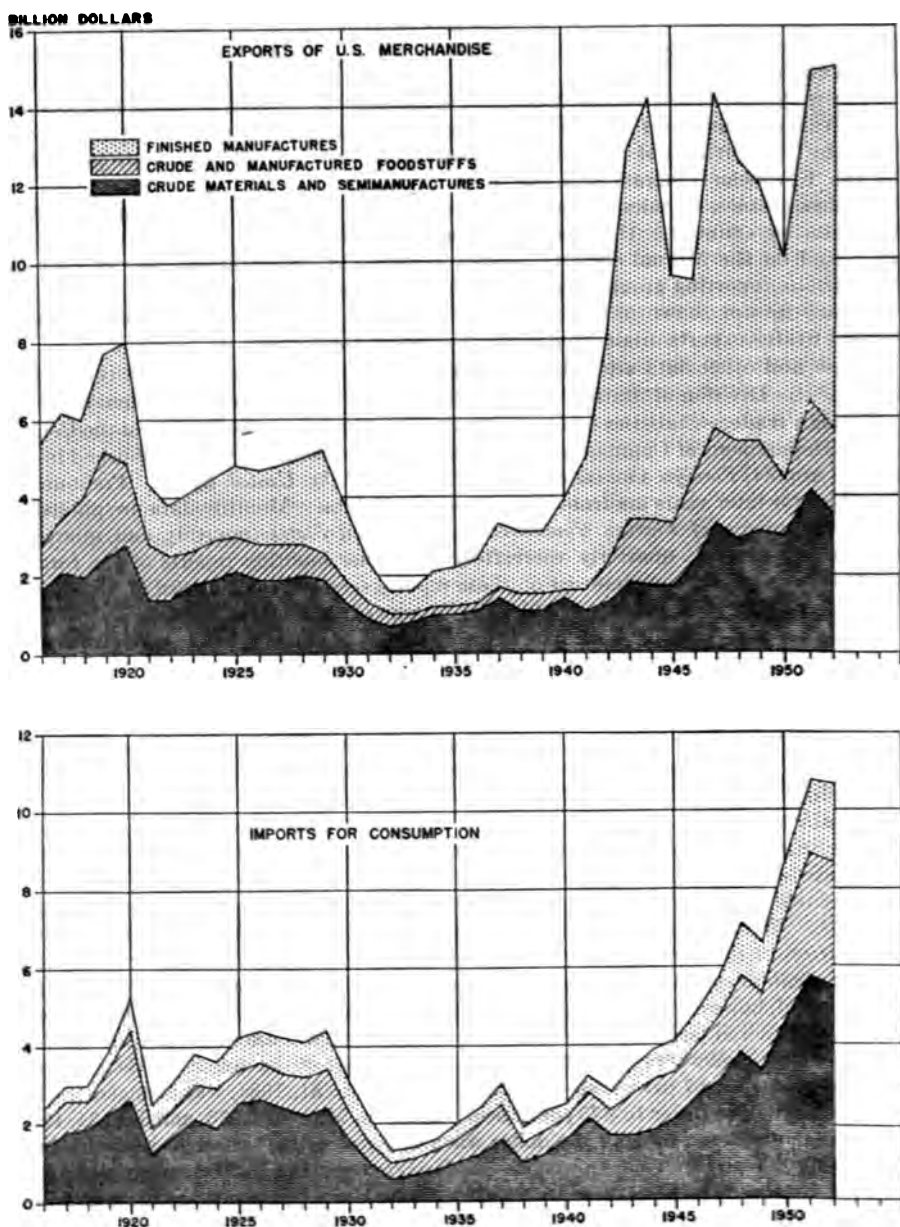 BILLION DOLLARS
16
EXPORTS OF U.S. MERCHANDISE
14
FINISHED MANUFACTURES
CRUDE AND MANUFACTURED FOODSTUFFS
CRUDE MATERIALS AND SEMIMANUFACTURES
12
10
8
6
4
2
0
1920 1925 1930 1935 1940 1945 1950
12
10
IMPORTS FOR CONSUMPTION
8
6
4
2
0
1920 1925 1930 1935 1940 1945 1950